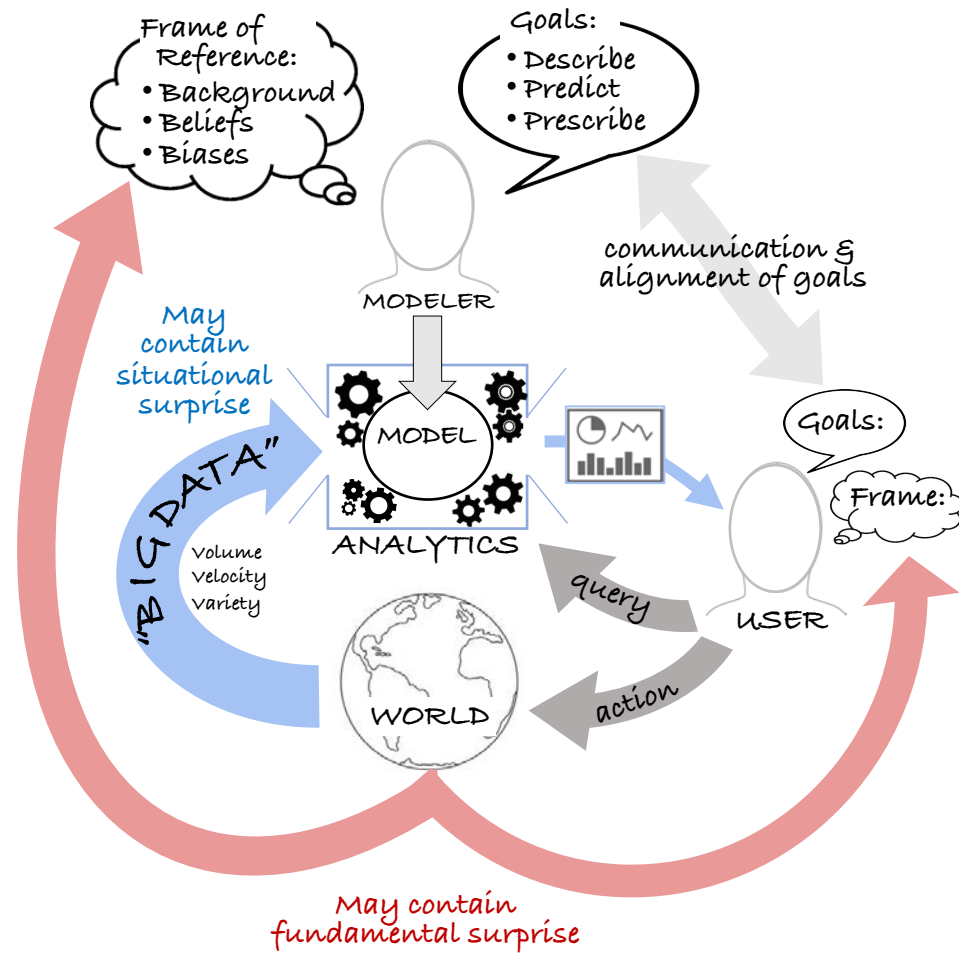 Frame of
Reference:
• Background
• Beliefs
• Biases
Goals:
• Describe
• Predict
• Prescribe
MODELER
communication &
alignment of goals
May
contain
situational
surprise
MODEL
ANALYTICS
Goals:
Frame:
USER
"BIG DATA"
Volume
Velocity
Variety
query
action
WORLD
May contain
fundamental surprise